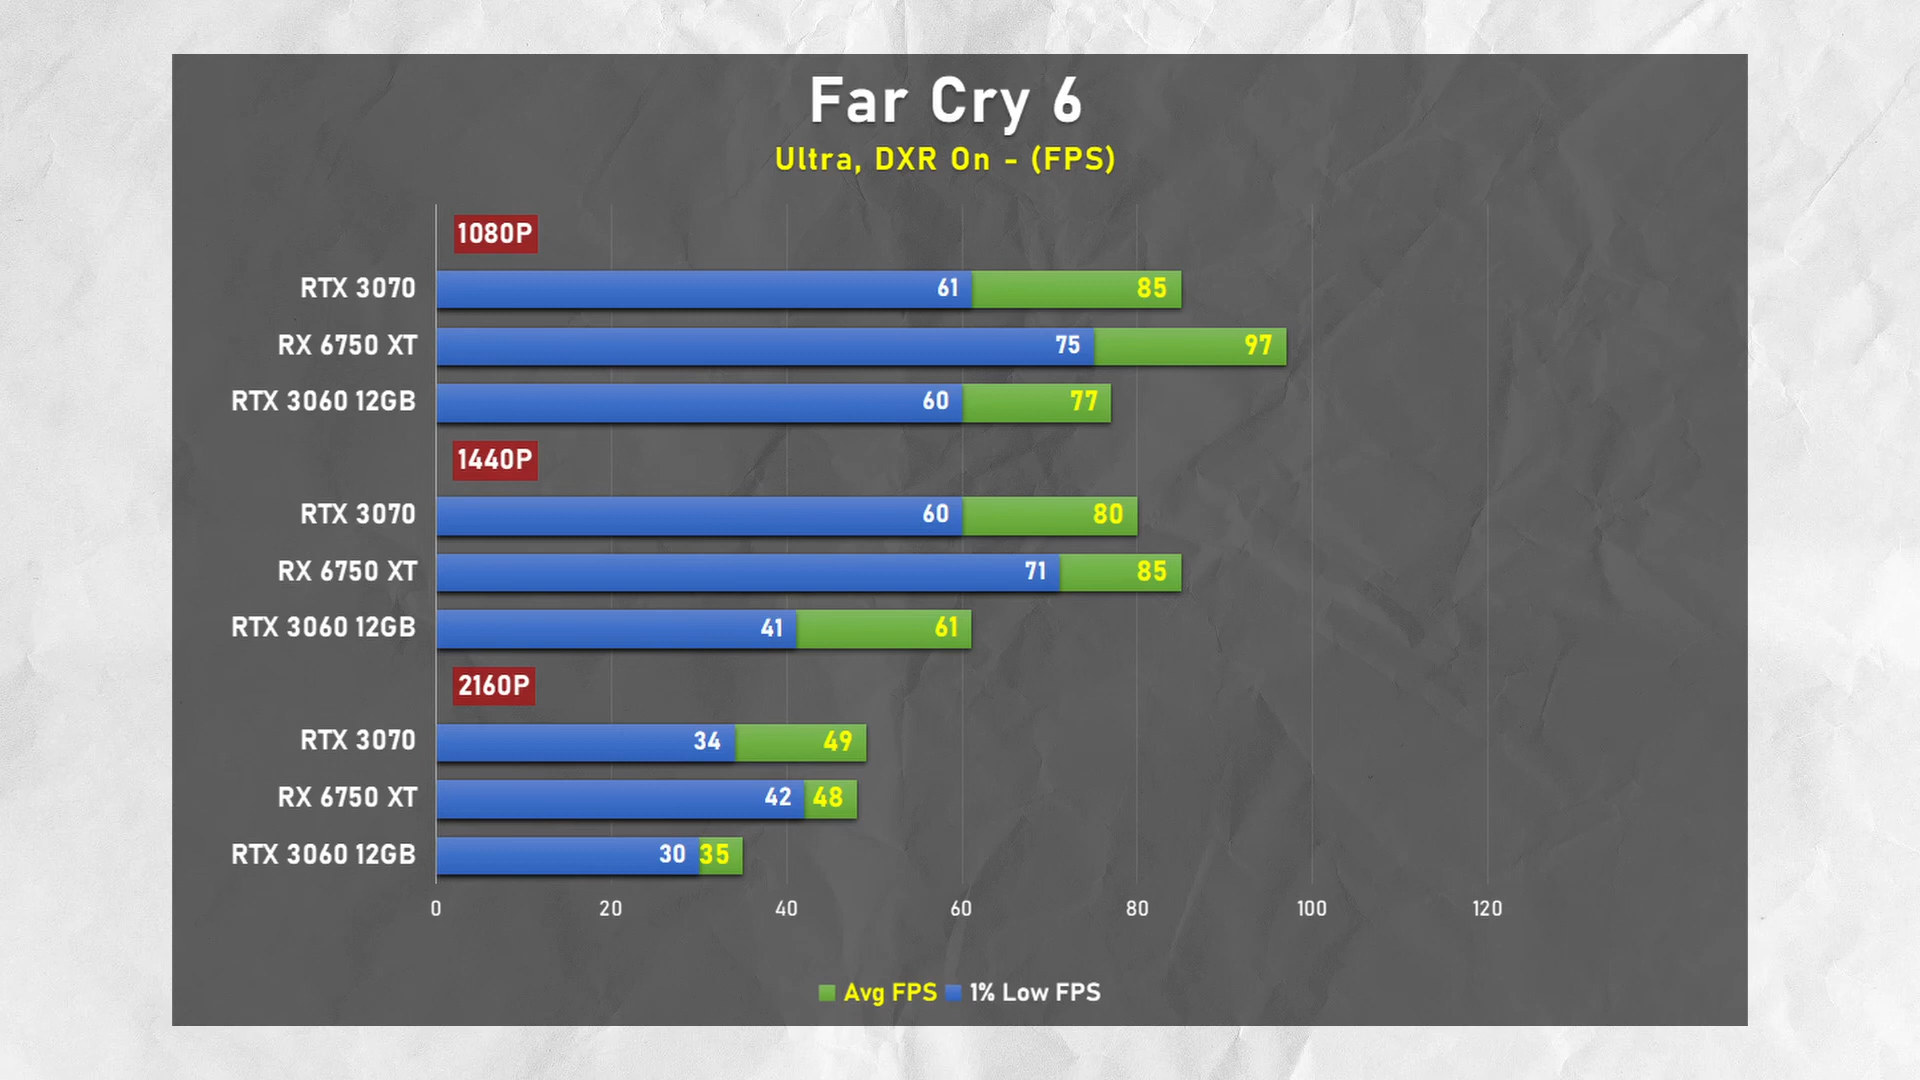 Far Cry 6
Ultra, DXR On - (FPS)
1080P
RTX 3070 61 85
RX 6750 XT 75 97
RTX 3060 12GB 60 77
1440P
RTX 3070 60 80
RX 6750 XT 71 85
RTX 3060 12GB 41 61
2160P
RTX 3070 34 49
RX 6750 XT 42 48
RTX 3060 12GB 30 35
0 20 40 60 80 100 120
Avg FPS 1% Low FPS